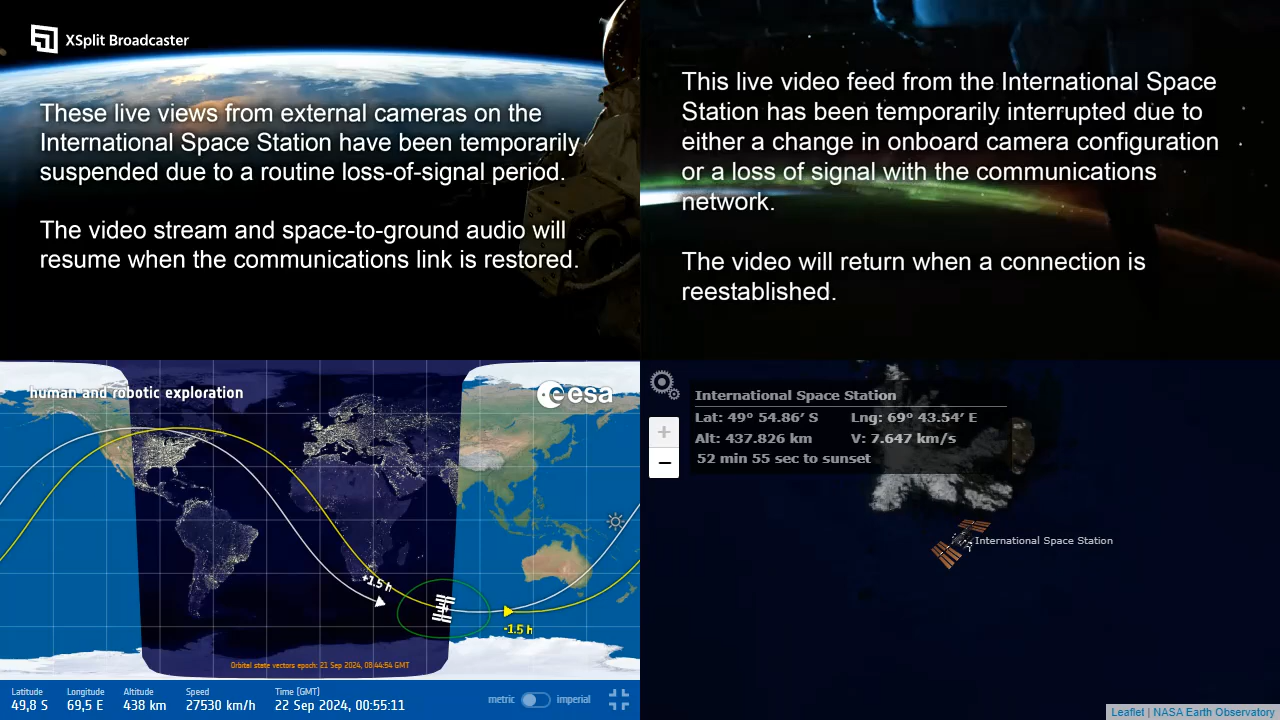 XSplit Broadcaster
These live views from external cameras on the
International Space Station have been temporarily
suspended due to a routine loss-of-signal period.
The video stream and space-to-ground audio will
resume when the communications link is restored.
This live video feed from the International Space
Station has been temporarily interrupted due to
either a change in onboard camera configuration
or a loss of signal with the communications
network.
The video will return when a connection is
reestablished.
human and robotic exploration
esa
+1.5 h
-1.5 h
Orbital state vectors epoch: 21 Sep 2024, 08:44:54 GMT
Latitude Longitude Altitude Speed Time (GMT)
49,8 S 69,5 E 438 km 27530 km/h 22 Sep 2024, 00:55:11
metric imperial
International Space Station
Lat: 49° 54.86′ S Lng: 69° 43.54′ E
Alt: 437.826 km V: 7.647 km/s
52 min 55 sec to sunset
+
−
International Space Station
Leaflet | NASA Earth Observatory